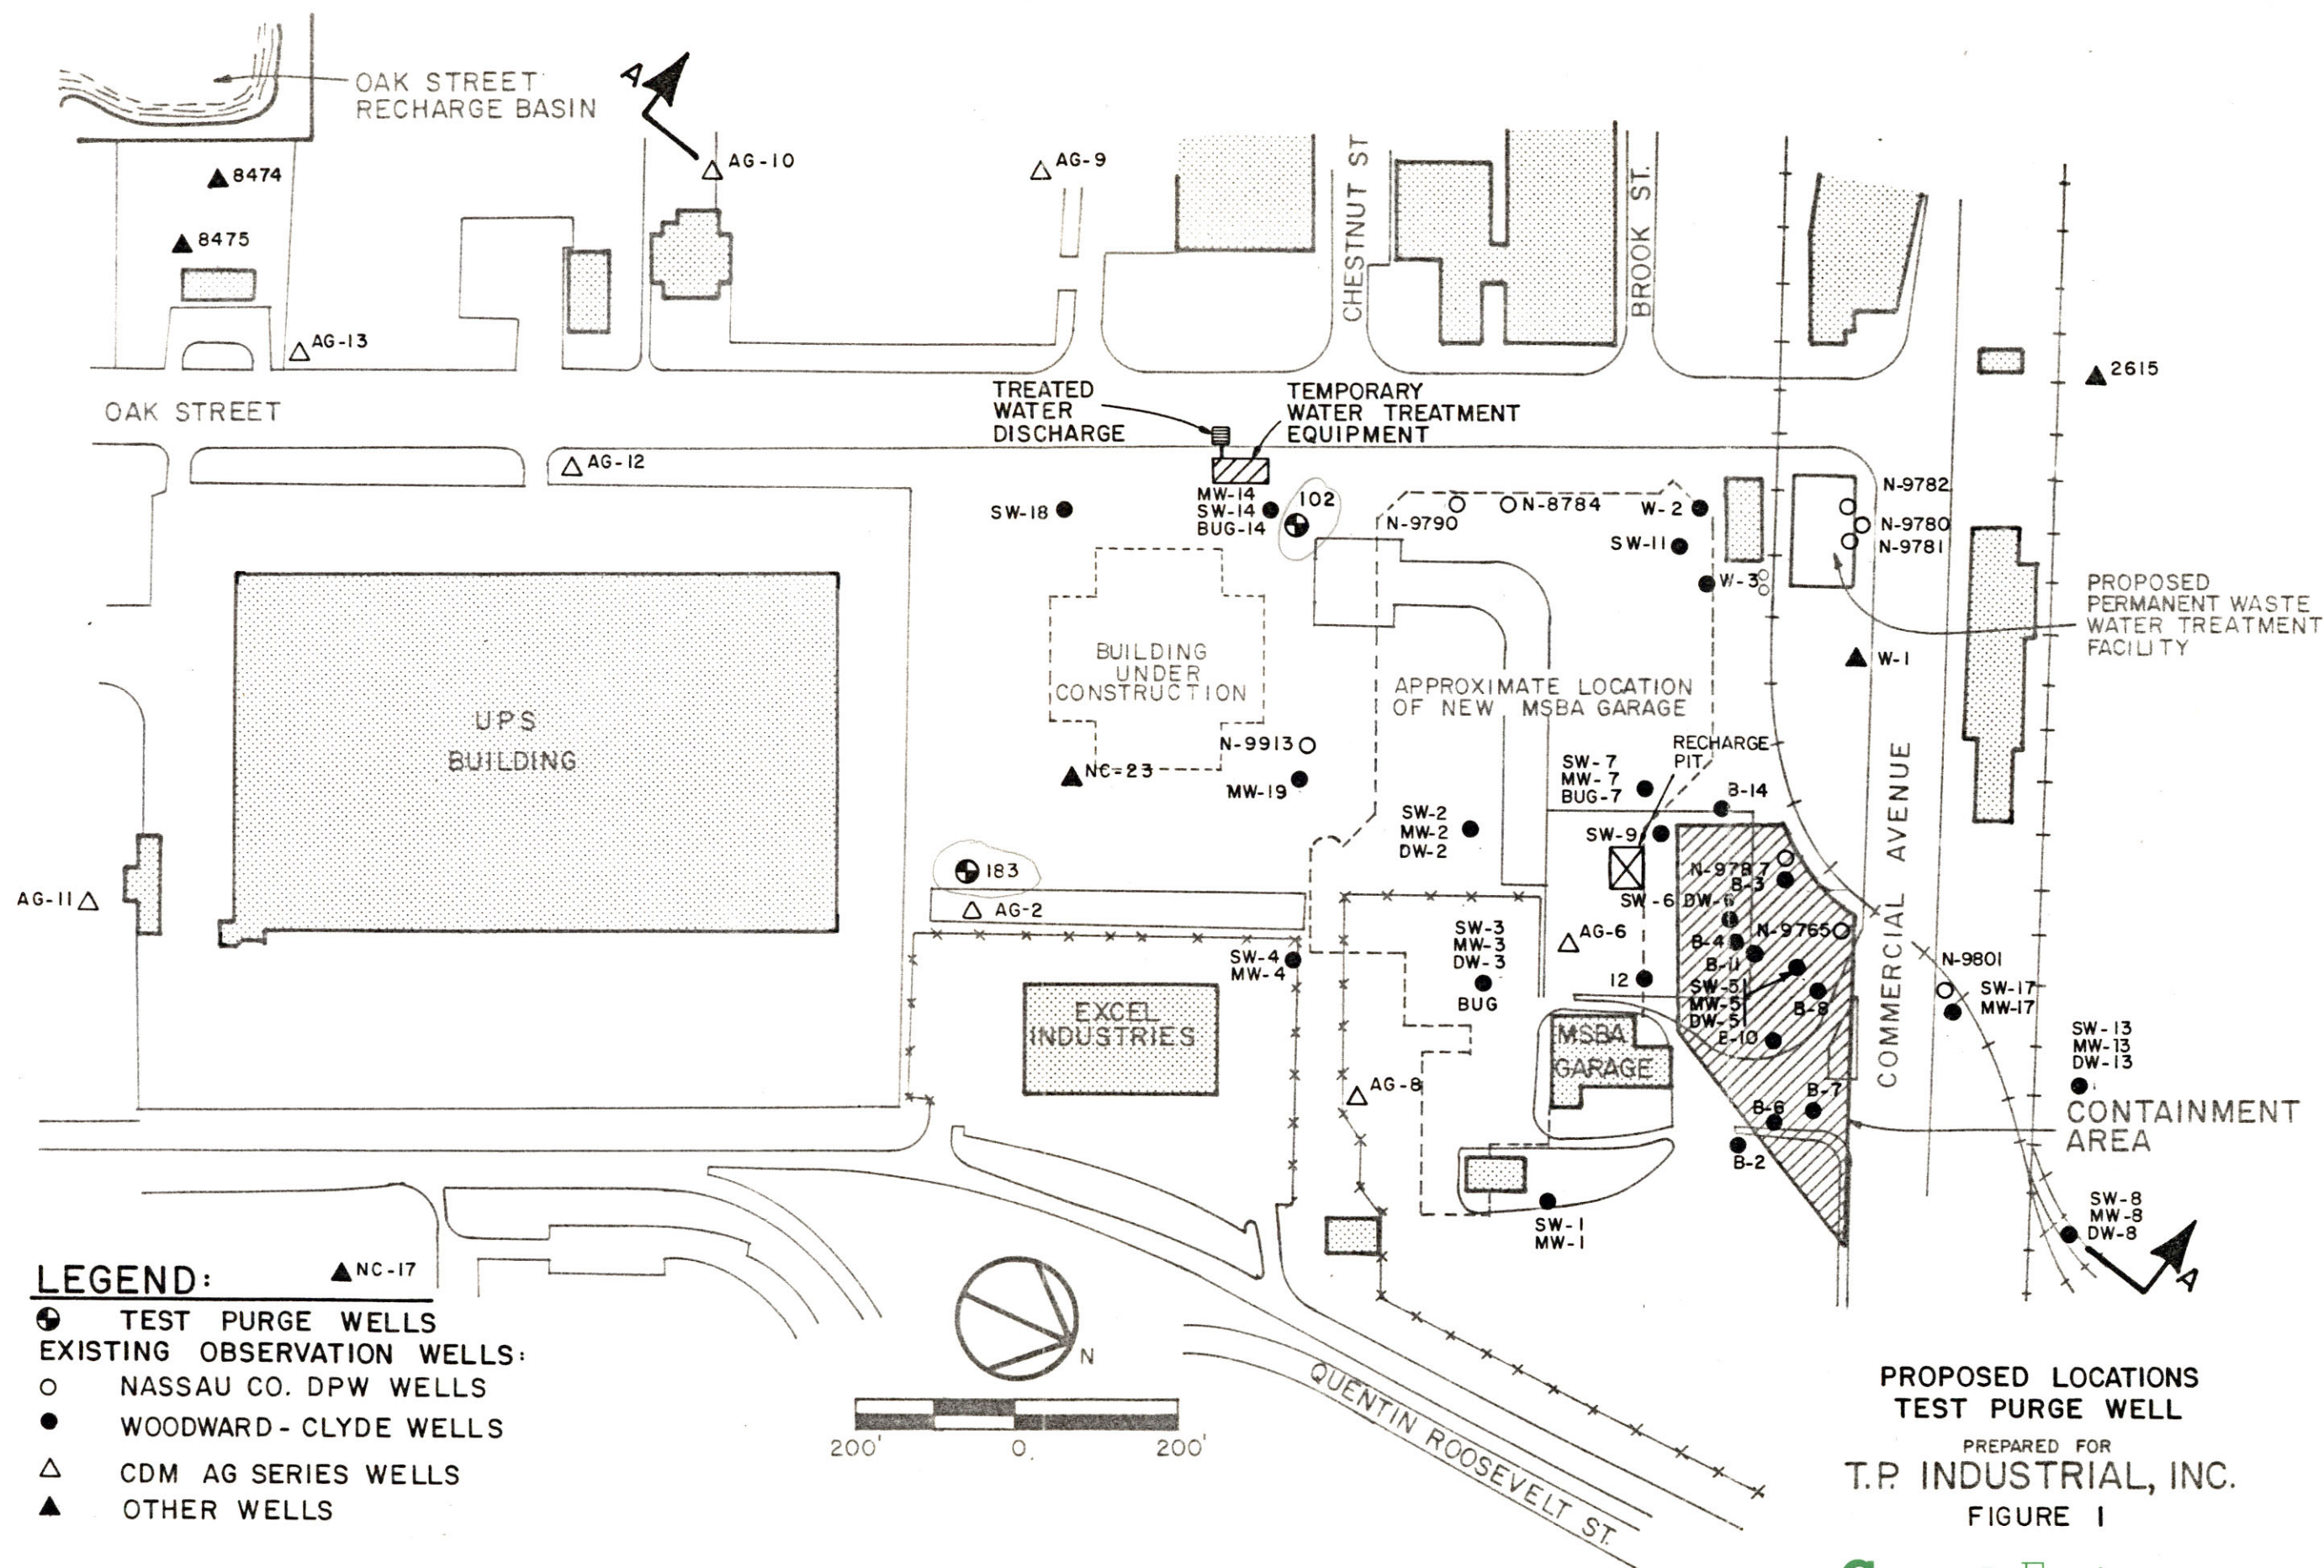 OAK STREET
RECHARGE BASIN
A
AG-10
AG-9
8474
8475
AG-13
CHESTNUT ST
BROOK ST.
2615
OAK STREET
TREATED
WATER
DISCHARGE
TEMPORARY
WATER TREATMENT
EQUIPMENT
AG-12
SW-18
MW-14
SW-14
BUG-14
102
N-9790
N-8784
W-2
SW-11
W-3
N-9782
N-9780
N-9781
PROPOSED
PERMANENT WASTE
WATER TREATMENT
FACILITY
W-1
UPS
BUILDING
BUILDING
UNDER
CONSTRUCTION
APPROXIMATE LOCATION
OF NEW MSBA GARAGE
N-9913
NC-23
MW-19
RECHARGE
PIT
SW-7
MW-7
BUG-7
B-14
SW-2
MW-2
DW-2
SW-9
COMMERCIAL AVENUE
183
AG-11
AG-2
N-9787
B-3
SW-6 DW-6
N-9765
B-4
B-11
SW-3
MW-3
DW-3
BUG
AG-6
12
SW-4
MW-4
SW-5
MW-5
DW-5
B-8
B-10
N-9801
SW-17
MW-17
EXCEL
INDUSTRIES
MSBA
GARAGE
SW-13
MW-13
DW-13
AG-8
B-7
B-6
B-2
CONTAINMENT
AREA
SW-1
MW-1
SW-8
MW-8
DW-8
A
NC-17
LEGEND:
TEST PURGE WELLS
EXISTING OBSERVATION WELLS:
NASSAU CO. DPW WELLS
WOODWARD-CLYDE WELLS
CDM AG SERIES WELLS
OTHER WELLS
N
200' 0. 200'
QUENTIN ROOSEVELT ST.
PROPOSED LOCATIONS
TEST PURGE WELL
PREPARED FOR
T.P. INDUSTRIAL, INC.
FIGURE 1